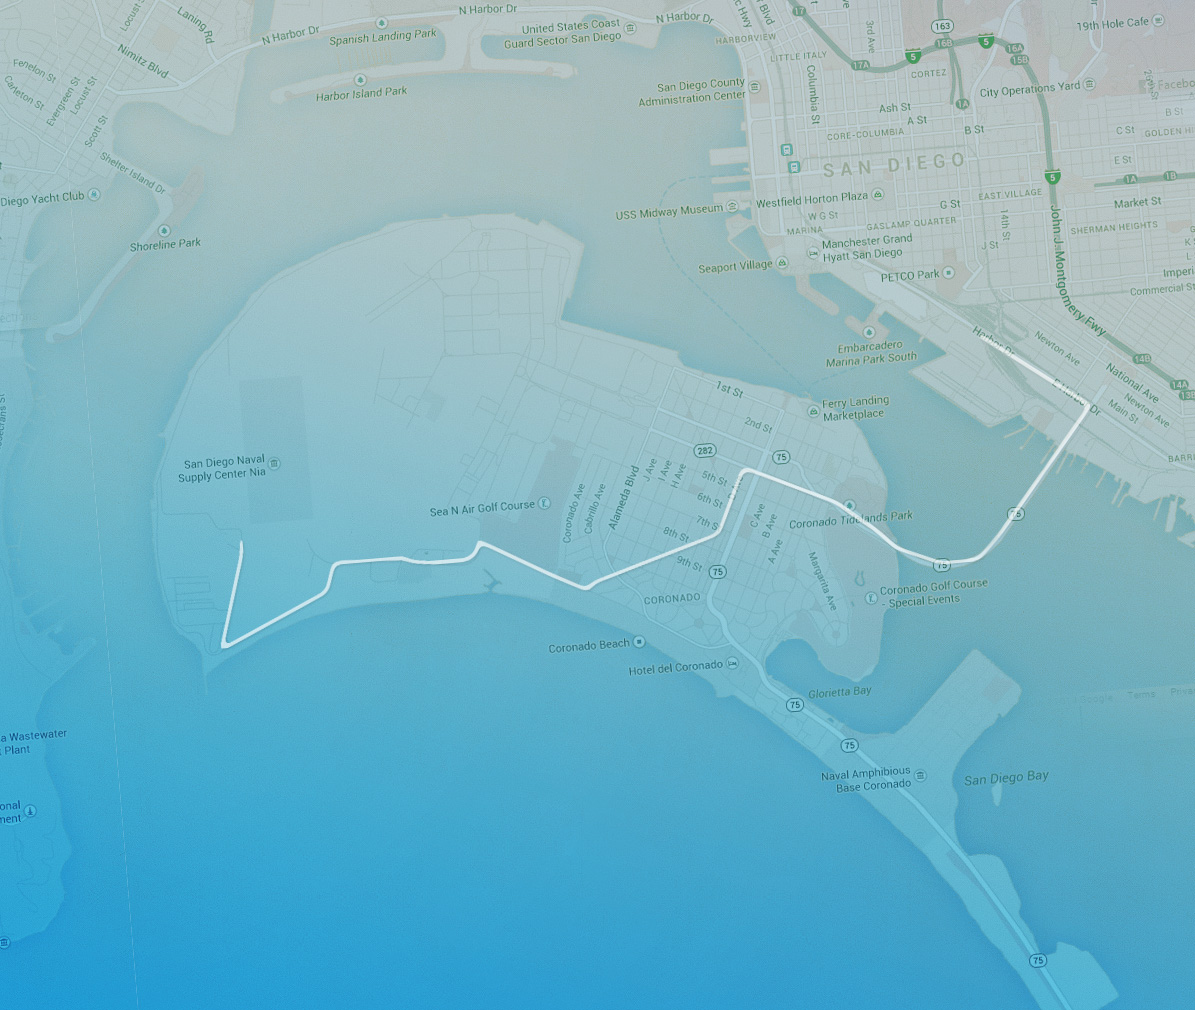 N Harbor Dr
N Harbor Dr
N Harbor Dr
Laning Rd
Locust
Nimitz Blvd
Fenelon St
Carleton St
Evergreen St
Locust St
Scott St
Shelter Island Dr
Diego Yacht Club
Shoreline Park
Spanish Landing Park
Harbor Island Park
United States Coast
Guard Sector San Diego
HARBORVIEW
LITTLE ITALY
3rd Ave
17
17A
163
16B
5
5
16A
15B
19th Hole Cafe
CORTEZ
1A
City Operations Yard
San Diego County
Administration Center
Columbia St
Ash St
A St
B St
CORE-COLUMBIA
B St
C St
GOLDEN
E St
SAN DIEGO
5
1A
1B
Market St
EAST VILLAGE
Westfield Horton Plaza
G St
W G St
USS Midway Museum
GASLAMP QUARTER
MARINA
14th St
J St
SHERMAN HEIGHTS
Manchester Grand
Hyatt San Diego
Seaport Village
PETCO Park
John J Montgomery Fwy
Commercial St
Embarcadero
Marina Park South
Harbor Dr
Newton Ave
National Ave
14B
14A
13B
E Harbor Dr
Main St
Newton Ave
1st St
2nd St
Ferry Landing
Marketplace
282
75
J Ave
I Ave
H Ave
5th St
6th St
7th S
8th St
9th St
Alameda Blvd
Coronado Ave
Cabrillo Ave
San Diego Naval
Supply Center Nia
Sea N Air Golf Course
C Ave
B Ave
A Ave
Coronado Tidelands Park
75
75
75
Margarita Ave
Coronado Golf Course
- Special Events
CORONADO
Coronado Beach
Hotel del Coronado
Glorietta Bay
75
75
Naval Amphibious
Base Coronado
San Diego Bay
Google
Terms
a Wastewater
Plant
onal
ment
75